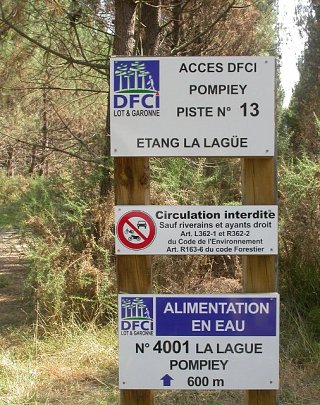 ACCES DFCI
POMPIEY
PISTE N° 13
DFCI
LOT & GARONNE
ETANG LA LAGÜE
Circulation interdite
Sauf riverains et ayants droit
Art. L362-1 et R362-2
du Code de l'Environnement
Art. R163-6 du code Forestier
ALIMENTATION
EN EAU
DFCI
LOT & GARONNE
N° 4001 LA LAGUE
POMPIEY
600 m